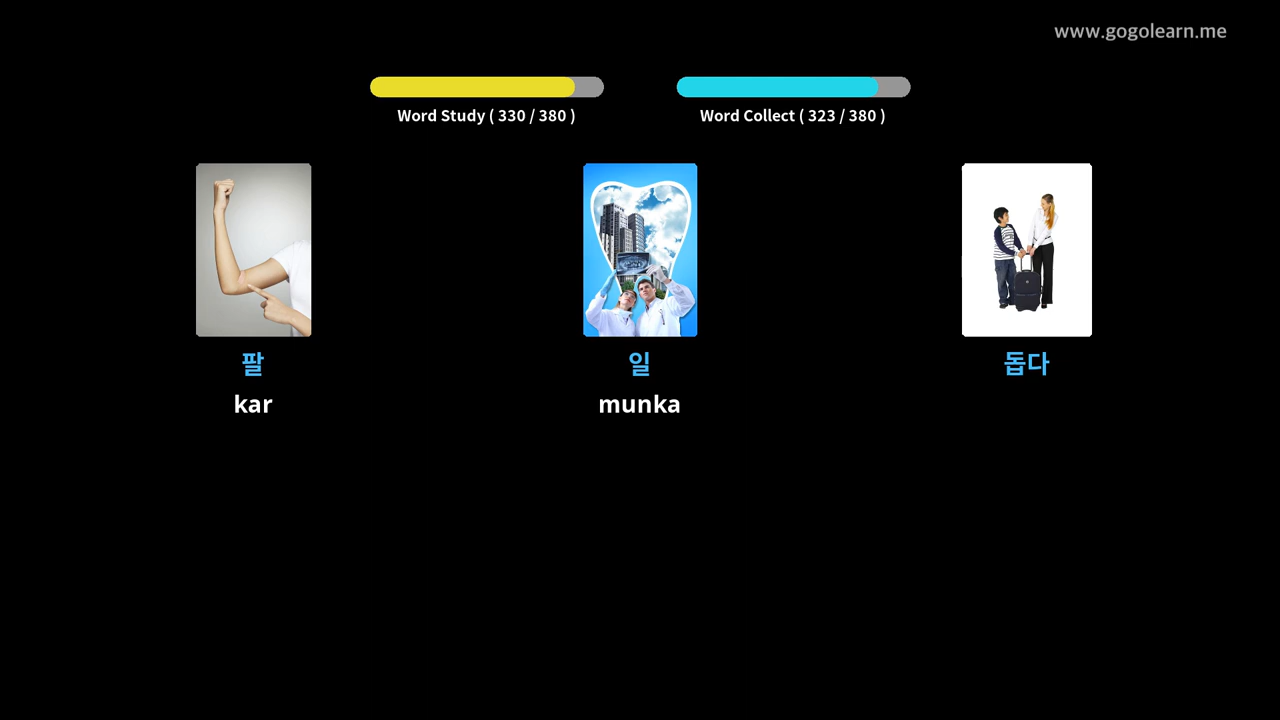 www.gogolearn.me
Word Study ( 330 / 380 )
Word Collect ( 323 / 380 )
팔
일
돕다
kar
munka